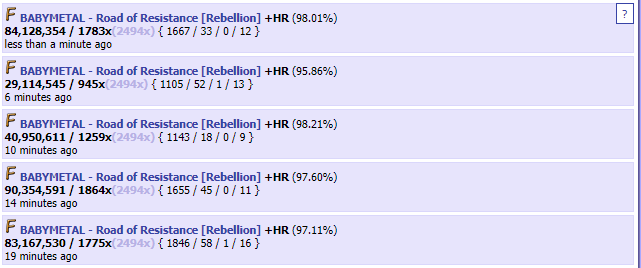 ?
F BABYMETAL - Road of Resistance [Rebellion] +HR (98.01%)
84,128,354 / 1783x(2494x) { 1667 / 33 / 0 / 12 }
less than a minute ago
F BABYMETAL - Road of Resistance [Rebellion] +HR (95.86%)
29,114,545 / 945x(2494x) { 1105 / 52 / 1 / 13 }
6 minutes ago
F BABYMETAL - Road of Resistance [Rebellion] +HR (98.21%)
40,950,611 / 1259x(2494x) { 1143 / 18 / 0 / 9 }
10 minutes ago
F BABYMETAL - Road of Resistance [Rebellion] +HR (97.60%)
90,354,591 / 1864x(2494x) { 1655 / 45 / 0 / 11 }
14 minutes ago
F BABYMETAL - Road of Resistance [Rebellion] +HR (97.11%)
83,167,530 / 1775x(2494x) { 1846 / 58 / 1 / 16 }
19 minutes ago